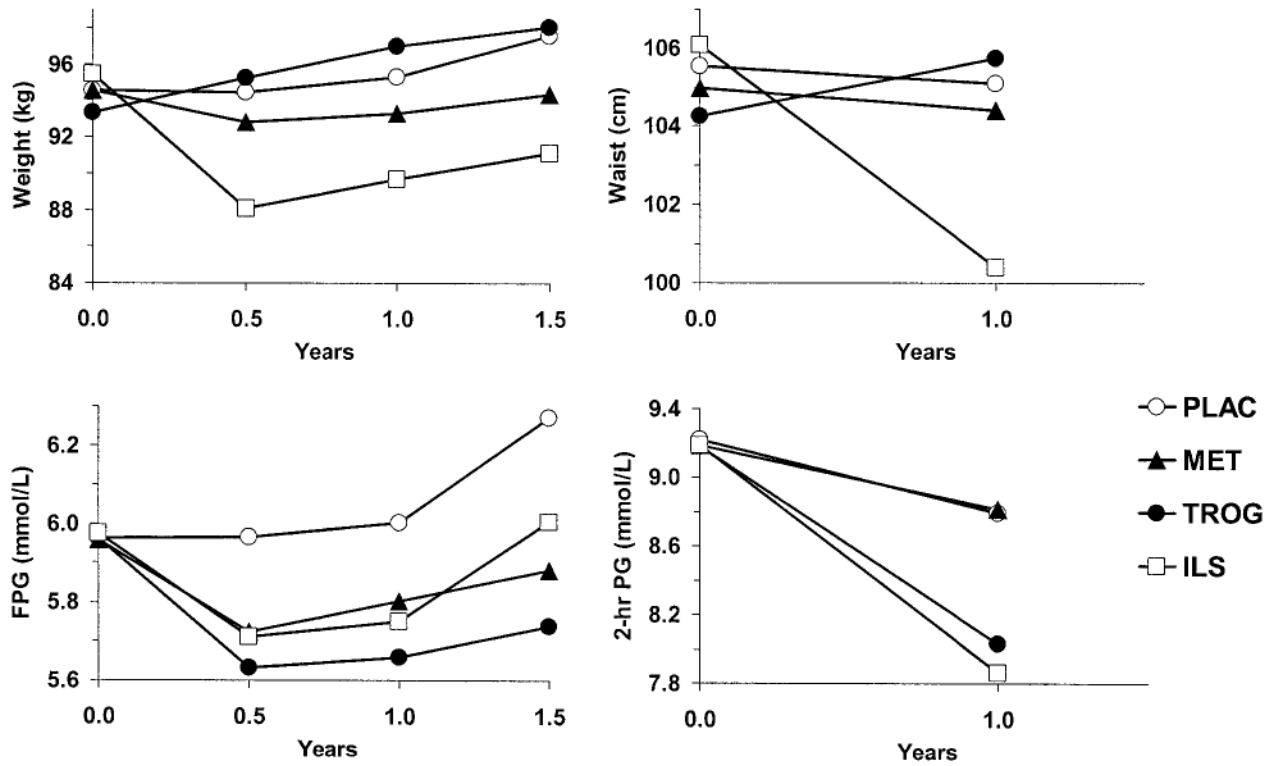 Weight (kg)
96
92
88
84
0.0 0.5 1.0 1.5
Years
Waist (cm)
106
104
102
100
0.0 1.0
Years
FPG (mmol/L)
6.2
6.0
5.8
5.6
0.0 0.5 1.0 1.5
Years
2-hr PG (mmol/L)
9.4
9.0
8.6
8.2
7.8
0.0 1.0
Years
PLAC
MET
TROG
ILS